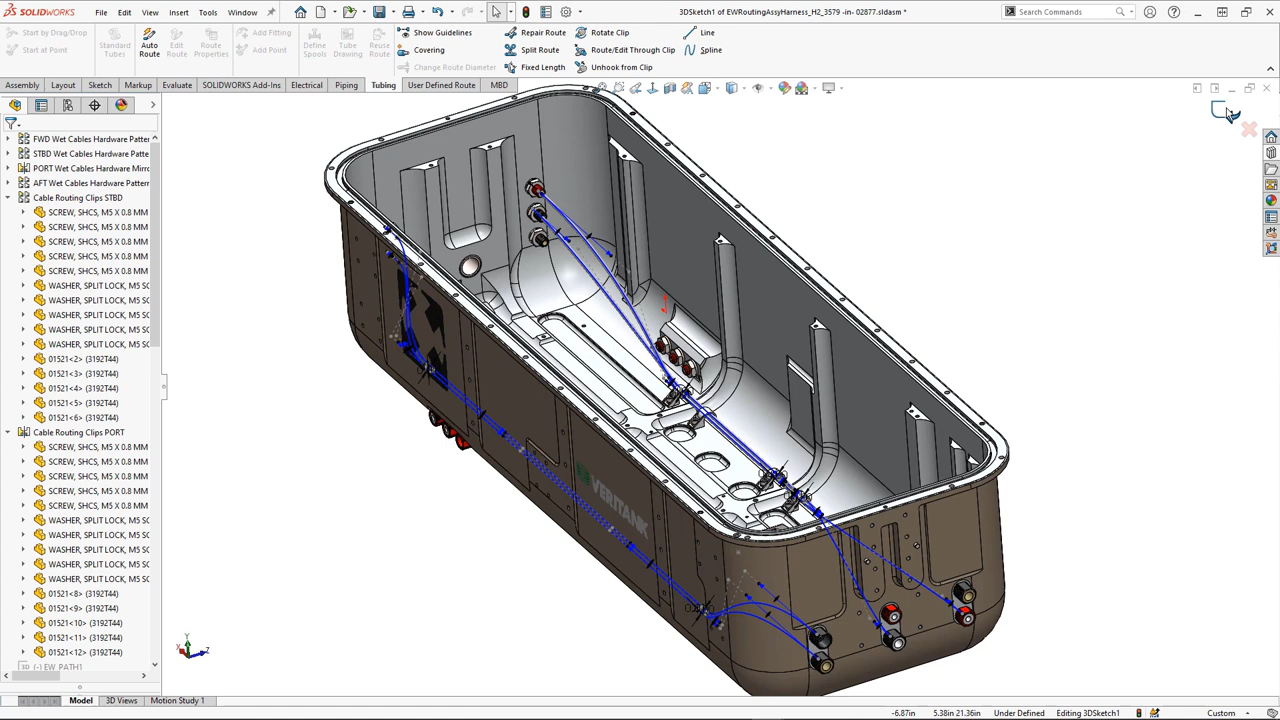 SOLIDWORKS
File Edit View Insert Tools Window
3DSketch1 of EWRoutingAssyHarness_H2_3579 - in- 02877.sldasm *
Search Commands
Start by Drag/Drop
Start at Point
Standard Tubes
Auto Route
Edit Route
Route Properties
Add Fitting
Add Point
Define Spools
Tube Drawing
Reuse Route
Show Guidelines
Covering
Change Route Diameter
Repair Route
Split Route
Fixed Length
Rotate Clip
Route/Edit Through Clip
Unhook from Clip
Line
Spline
Assembly Layout Sketch Markup Evaluate SOLIDWORKS Add-Ins Electrical Piping Tubing User Defined Route MBD
FWD Wet Cables Hardware Patte
STBD Wet Cables Hardware Patte
PORT Wet Cables Hardware Mirro
AFT Wet Cables Hardware Pattern
Cable Routing Clips STBD
SCREW, SHCS, M5 X 0.8 MM
SCREW, SHCS, M5 X 0.8 MM
SCREW, SHCS, M5 X 0.8 MM
SCREW, SHCS, M5 X 0.8 MM
SCREW, SHCS, M5 X 0.8 MM
WASHER, SPLIT LOCK, M5 SC
WASHER, SPLIT LOCK, M5 SC
WASHER, SPLIT LOCK, M5 SC
WASHER, SPLIT LOCK, M5 SC
WASHER, SPLIT LOCK, M5 SC
01521<2> (3192T44)
01521<3> (3192T44)
01521<4> (3192T44)
01521<5> (3192T44)
01521<6> (3192T44)
Cable Routing Clips PORT
SCREW, SHCS, M5 X 0.8 MM
SCREW, SHCS, M5 X 0.8 MM
SCREW, SHCS, M5 X 0.8 MM
SCREW, SHCS, M5 X 0.8 MM
SCREW, SHCS, M5 X 0.8 MM
WASHER, SPLIT LOCK, M5 SC
WASHER, SPLIT LOCK, M5 SC
WASHER, SPLIT LOCK, M5 SC
WASHER, SPLIT LOCK, M5 SC
WASHER, SPLIT LOCK, M5 SC
01521<8> (3192T44)
01521<9> (3192T44)
01521<10> (3192T44)
01521<11> (3192T44)
01521<12> (3192T44)
(-) EW PATH1
VERITANK
Y
X
Z
Model 3D Views Motion Study 1
-6.87in 5.38in 21.36in Under Defined Editing 3DSketch1 Custom